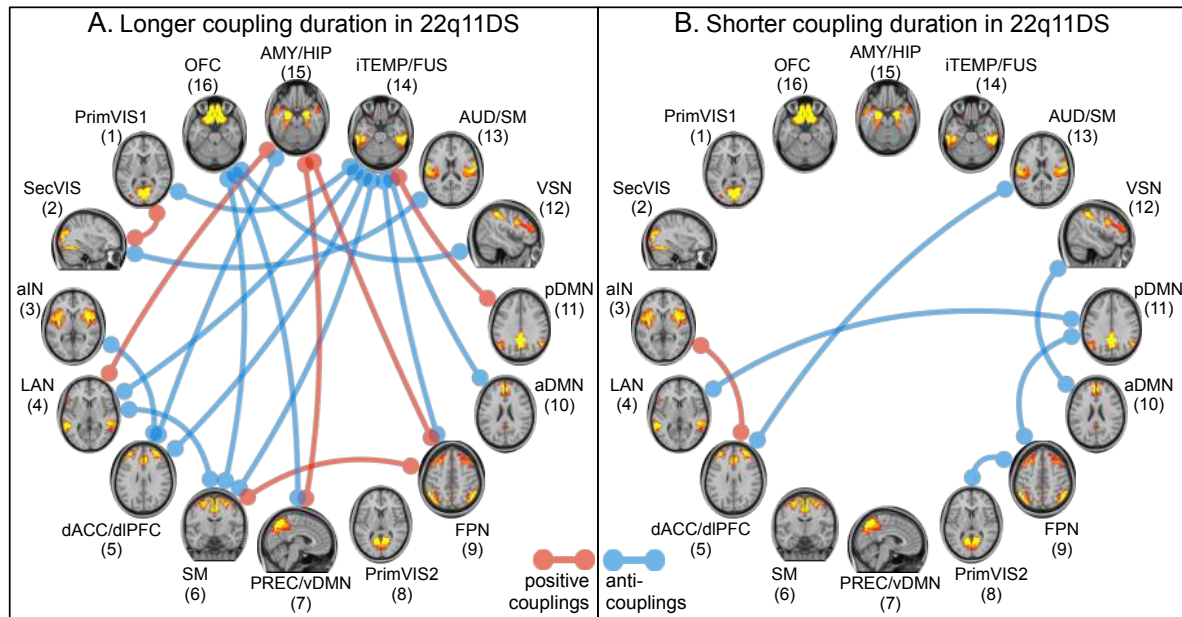 A. Longer coupling duration in 22q11DS
AMY/HIP
(15)
OFC
(16)
iTEMP/FUS
(14)
PrimVIS1
(1)
AUD/SM
(13)
SecVIS
(2)
VSN
(12)
aIN
(3)
pDMN
(11)
LAN
(4)
aDMN
(10)
dACC/dlPFC
(5)
FPN
(9)
SM
(6)
PREC/vDMN
(7)
PrimVIS2
(8)
positive
couplings
B. Shorter coupling duration in 22q11DS
AMY/HIP
(15)
OFC
(16)
iTEMP/FUS
(14)
PrimVIS1
(1)
AUD/SM
(13)
SecVIS
(2)
VSN
(12)
aIN
(3)
pDMN
(11)
LAN
(4)
aDMN
(10)
dACC/dlPFC
(5)
FPN
(9)
SM
(6)
PREC/vDMN
(7)
PrimVIS2
(8)
anti-
couplings